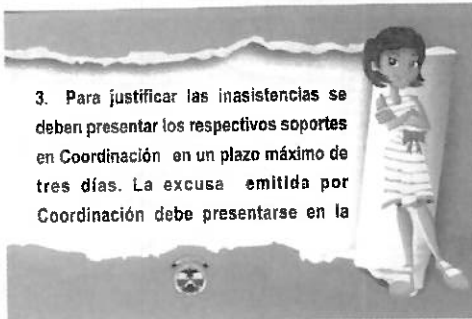 3. Para justificar las inasistencias se
deben presentar los respectivos soportes
en Coordinación en un plazo máximo de
tres días. La excusa emitida por
Coordinación debe presentarse en la